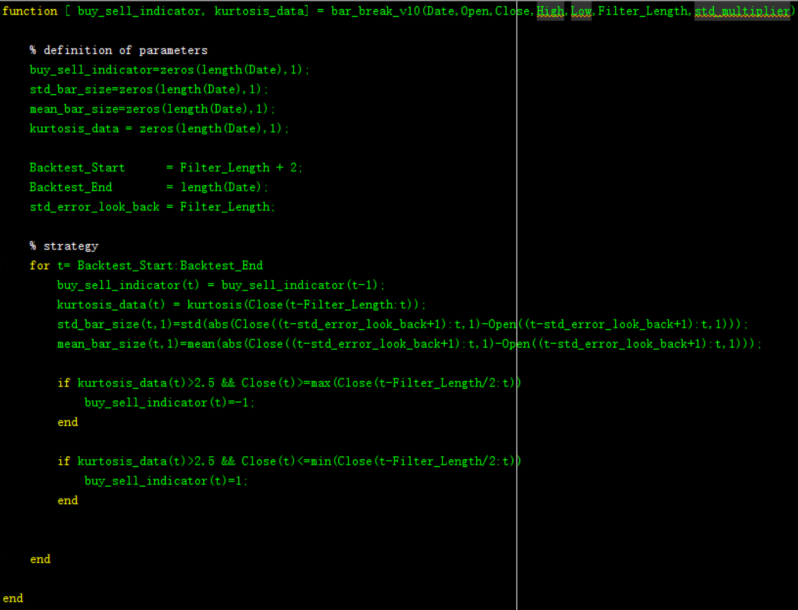 function [ buy_sell_indicator, kurtosis_data] = bar_break_v10(Date,Open,Close,High,Low,Filter_Length,std_multiplier)
% definition of parameters
buy_sell_indicator=zeros(length(Date),1);
std_bar_size=zeros(length(Date),1);
mean_bar_size=zeros(length(Date),1);
kurtosis_data = zeros(length(Date),1);
Backtest_Start = Filter_Length + 2;
Backtest_End = length(Date);
std_error_look_back = Filter_Length;
% strategy
for t= Backtest_Start:Backtest_End
buy_sell_indicator(t) = buy_sell_indicator(t-1);
kurtosis_data(t) = kurtosis(Close(t-Filter_Length:t));
std_bar_size(t,1)=std(abs(Close((t-std_error_look_back+1):t,1)-Open((t-std_error_look_back+1):t,1)));
mean_bar_size(t,1)=mean(abs(Close((t-std_error_look_back+1):t,1)-Open((t-std_error_look_back+1):t,1)));
if kurtosis_data(t)>2.5 && Close(t)>=max(Close(t-Filter_Length/2:t))
buy_sell_indicator(t)=-1;
end
if kurtosis_data(t)>2.5 && Close(t)<=min(Close(t-Filter_Length/2:t))
buy_sell_indicator(t)=1;
end
end
end